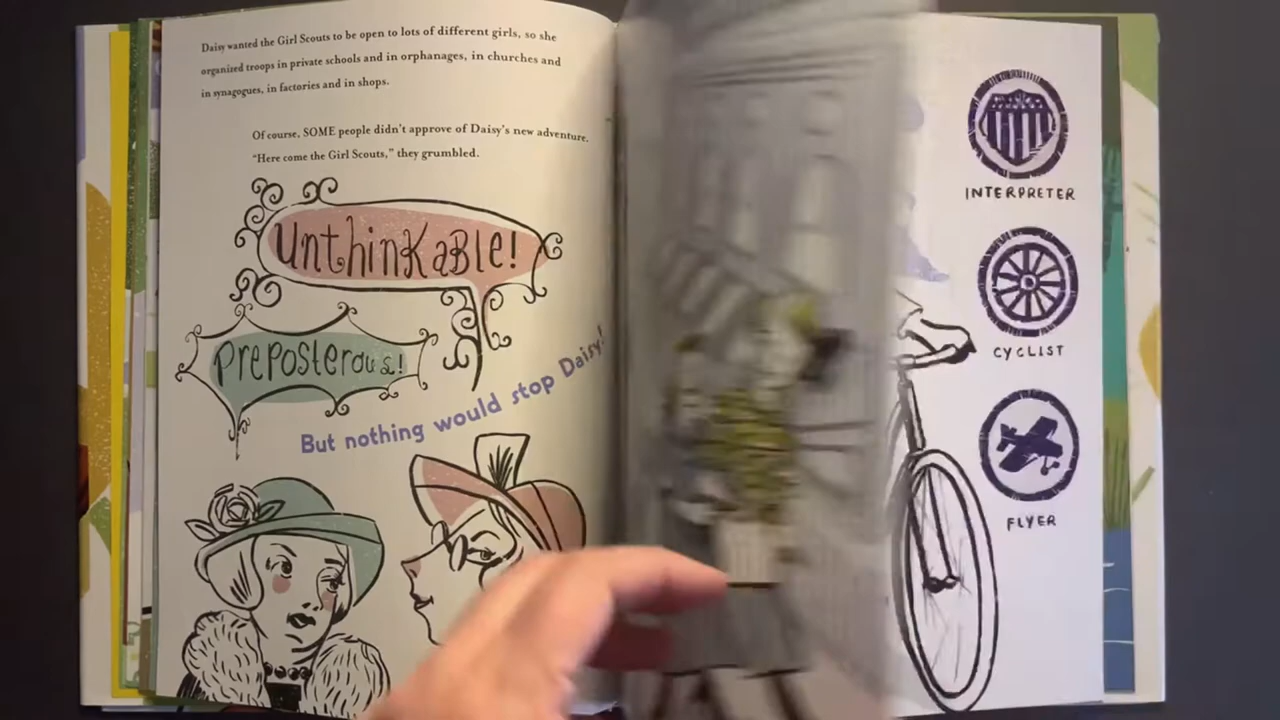 Daisy wanted the Girl Scouts to be open to lots of different girls, so she
organized troops in private schools and in orphanages, in churches and
in synagogues, in factories and in shops.
Of course, SOME people didn't approve of Daisy's new adventure.
"Here come the Girl Scouts," they grumbled.
Unthinkable!
Preposterous!
But nothing would stop Daisy!
INTERPRETER
CYCLIST
FLYER